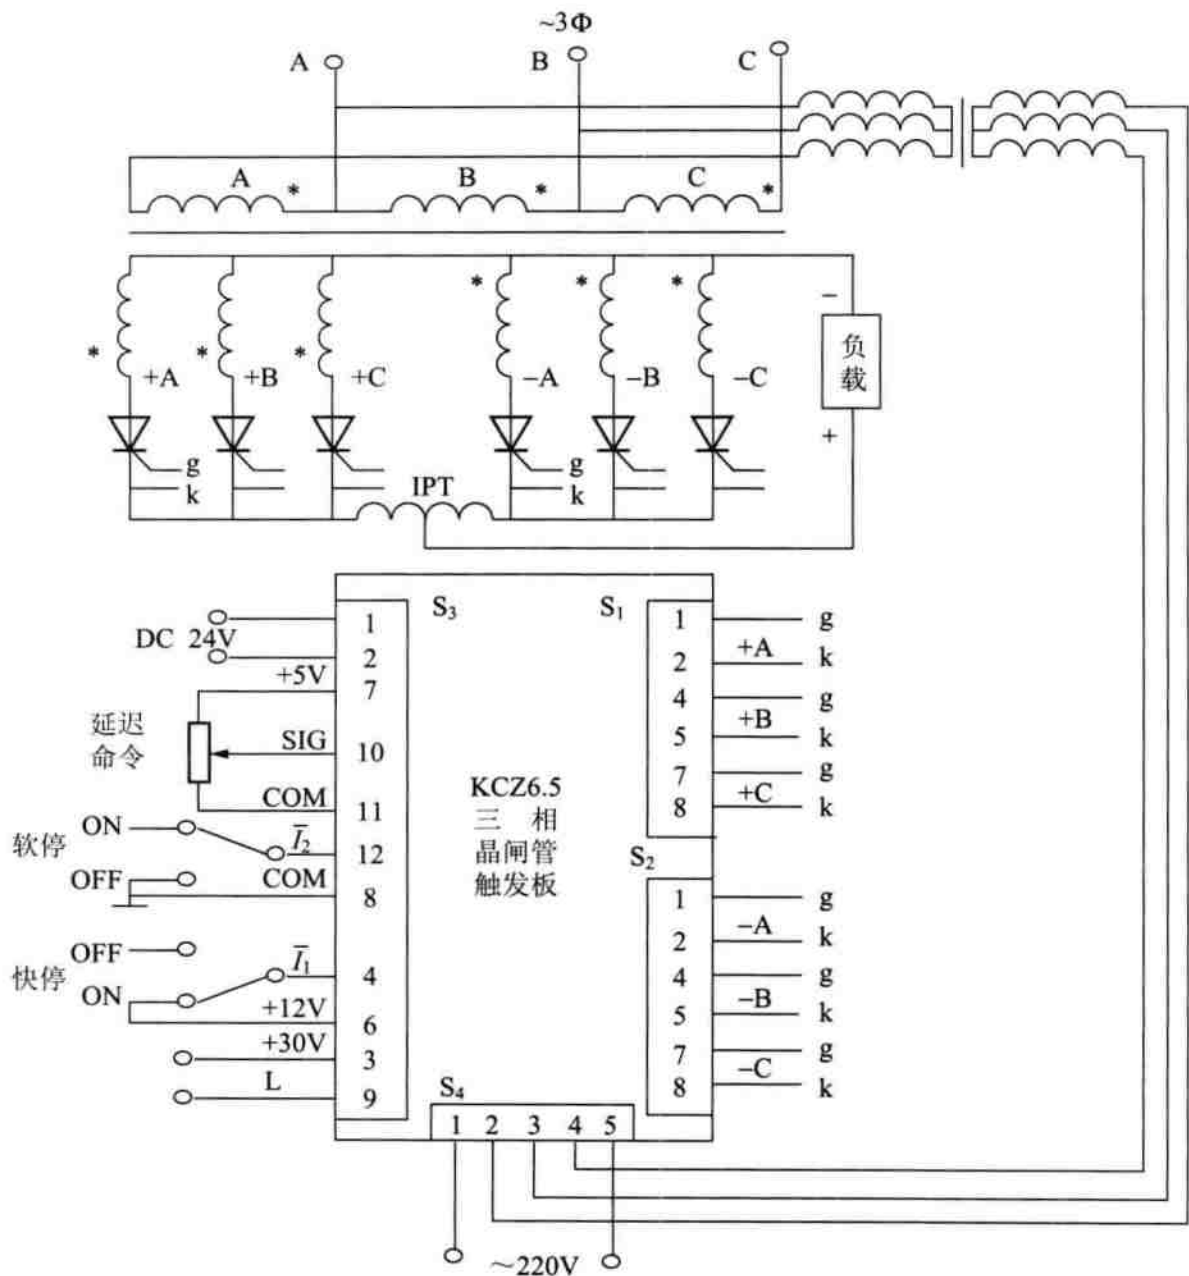 ~3Φ
A
B
C
A * B * C *
* * *
* +A * +B * +C −A −B −C
−
负
载
+
g
k
g
k
IPT
S3
S1
S2
S4
DC 24V
+5V
延迟
命令
SIG
COM
软停
ON
I̅2
OFF
COM
快停
OFF
I̅1
ON
+12V
+30V
L
1
2
7
10
11
12
8
4
6
3
9
KCZ6.5
三 相
晶闸管
触发板
1 g
+A
2 k
4 g
+B
5 k
7 g
+C
8 k
1 g
−A
2 k
4 g
−B
5 k
7 g
−C
8 k
1 2 3 4 5
~220V